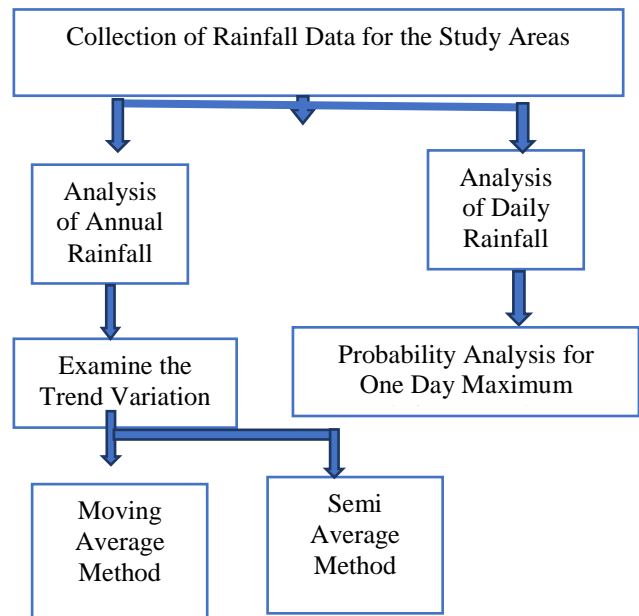 Collection of Rainfall Data for the Study Areas
Analysis
of Annual
Rainfall
Analysis
of Daily
Rainfall
Examine the
Trend Variation
Probability Analysis for
One Day Maximum
Moving
Average
Method
Semi
Average
Method